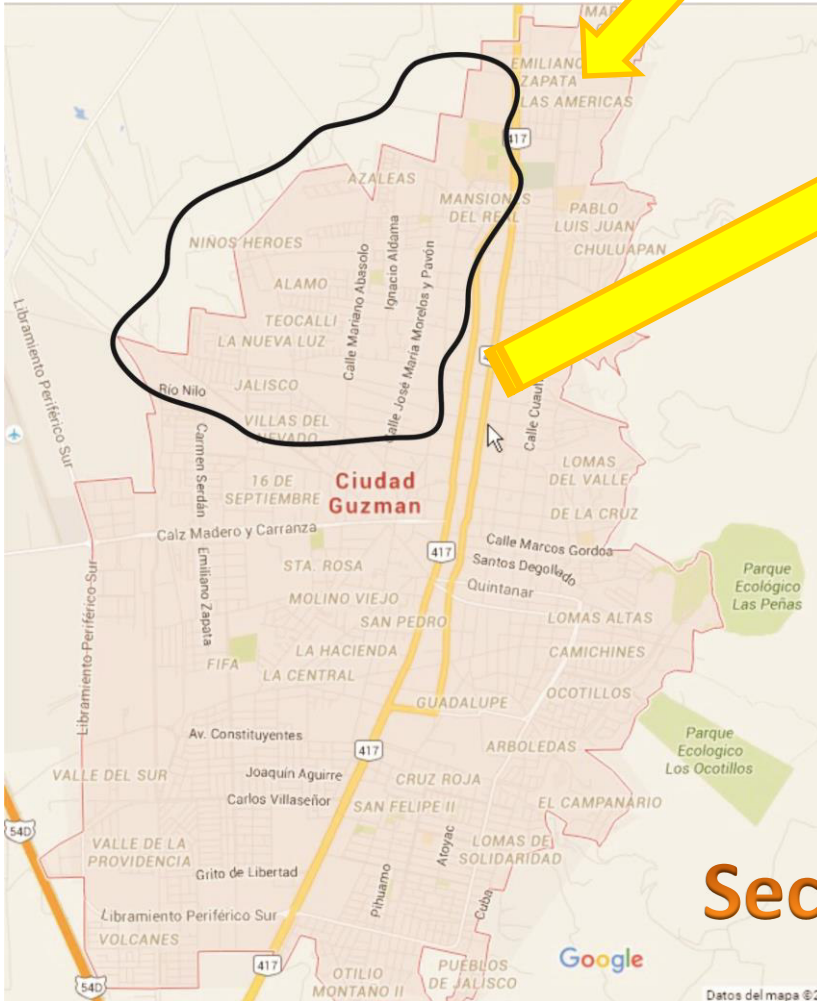 MAR
EMILIANO
ZAPATA
LAS AMERICAS
417
AZALEAS
MANSIONES
DEL REAL
PABLO
LUIS JUAN
CHULUAPAN
NIÑOS HEROES
Ignacio Aldama
Calle Mariano Abasolo
Calle José María Morelos y Pavón
ALAMO
TEOCALLI
LA NUEVA LUZ
Libramiento Periférico Sur
Río Nilo
JALISCO
VILLAS DEL
NEVADO
Calle Cuauh
Carmen Serdán
16 DE
SEPTIEMBRE
Ciudad
Guzman
LOMAS
DEL VALLE
DE LA CRUZ
Calz Madero y Carranza
417
Calle Marcos Gordoa
Santos Degollado
Quintanar
Parque
Ecológico
Las Peñas
Emiliano Zapata
STA. ROSA
MOLINO VIEJO
SAN PEDRO
LOMAS ALTAS
Libramiento Periférico Sur
LA HACIENDA
CAMICHINES
FIFA
LA CENTRAL
OCOTILLOS
GUADALUPE
Av. Constituyentes
417
ARBOLEDAS
Parque
Ecologico
Los Ocotillos
VALLE DEL SUR
Joaquín Aguirre
CRUZ ROJA
Carlos Villaseñor
SAN FELIPE II
EL CAMPANARIO
54D
VALLE DE LA
PROVIDENCIA
Atoyac
LOMAS DE
SOLIDARIDAD
Grito de Libertad
Pihuamo
Cuba
Sec
Libramiento Periférico Sur
VOLCANES
417
Google
54D
OTILIO
MONTAÑO II
PUEBLOS
DE JALISCO
Datos del mapa ©2